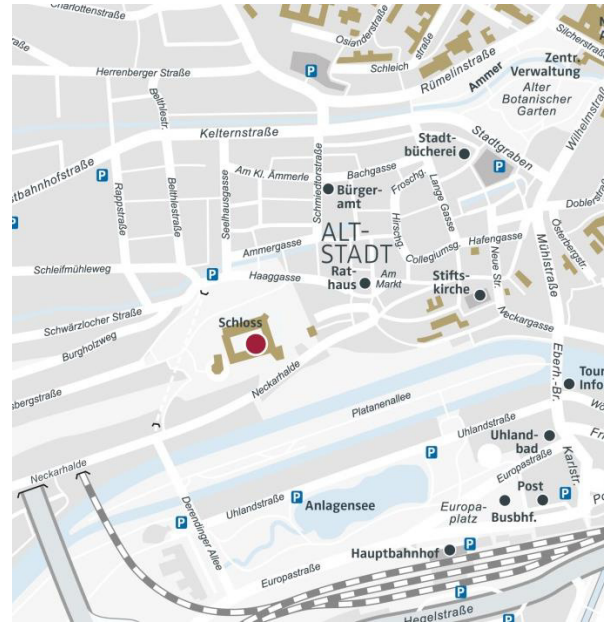 Charlottenstraße
Osianderstraße
straße
Silcherstraße
Schleich
Rümelinstraße
Ammer
Zentr.
Verwaltung
Alter
Botanischer
Garten
Wilhelmstraße
Herrenberger Straße
Belthlestr.
P
Kelternstraße
Stadtgraben
Stadt-
bücherei
P
stbahnhofstraße
P
Rappstraße
Belthlestraße
Seelhausgasse
Am Kl. Ämmerle
Schmiedtorstraße
Bachgasse
Bürger-
amt
Froschg.
Lange Gasse
Hirschg.
Doblerstraße
Österbergstr.
P
ALT-
STADT
Ammergasse
Collegiumsg.
Hafengasse
Mühlstraße
Schleifmühleweg
P
Haaggasse
Rat-
haus
Am
Markt
Stifts-
kirche
Neue Str.
Neckargasse
Schwärzlocher Straße
Burgholzweg
Schloss
Neckarhalde
sbergstraße
Eberh.-Br.
Tour
Info
Platanenallee
Uhlandstraße
Uhland-
bad
Neckarhalde
P
Europastraße
Karlstr.
Derendinger Allee
Uhlandstraße
P
Anlagensee
Europa-
platz
Post
Busbhf.
P
P
Hauptbahnhof
Europastraße
P
Hegelstraße
P